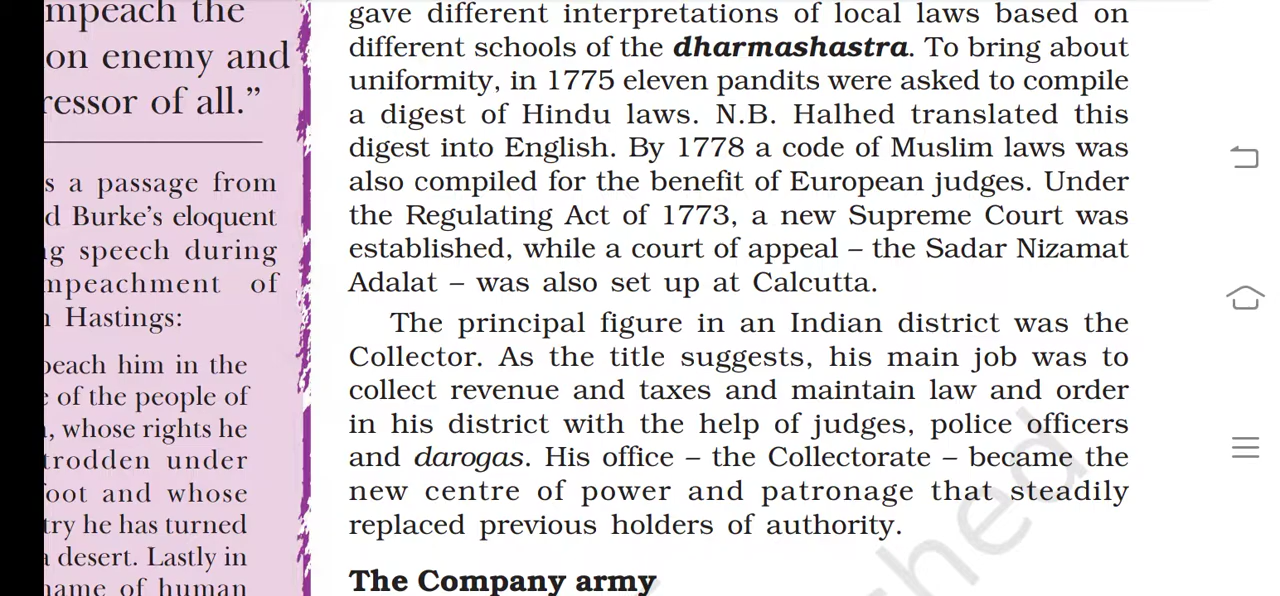 mpeach the
on enemy and
ressor of all.”
s a passage from
d Burke’s eloquent
ng speech during
mpeachment of
n Hastings:
peach him in the
e of the people of
, whose rights he
trodden under
foot and whose
try he has turned
a desert. Lastly in
name of human
gave different interpretations of local laws based on
different schools of the dharmashastra. To bring about
uniformity, in 1775 eleven pandits were asked to compile
a digest of Hindu laws. N.B. Halhed translated this
digest into English. By 1778 a code of Muslim laws was
also compiled for the benefit of European judges. Under
the Regulating Act of 1773, a new Supreme Court was
established, while a court of appeal – the Sadar Nizamat
Adalat – was also set up at Calcutta.
The principal figure in an Indian district was the
Collector. As the title suggests, his main job was to
collect revenue and taxes and maintain law and order
in his district with the help of judges, police officers
and darogas. His office – the Collectorate – became the
new centre of power and patronage that steadily
replaced previous holders of authority.
The Company army
shed